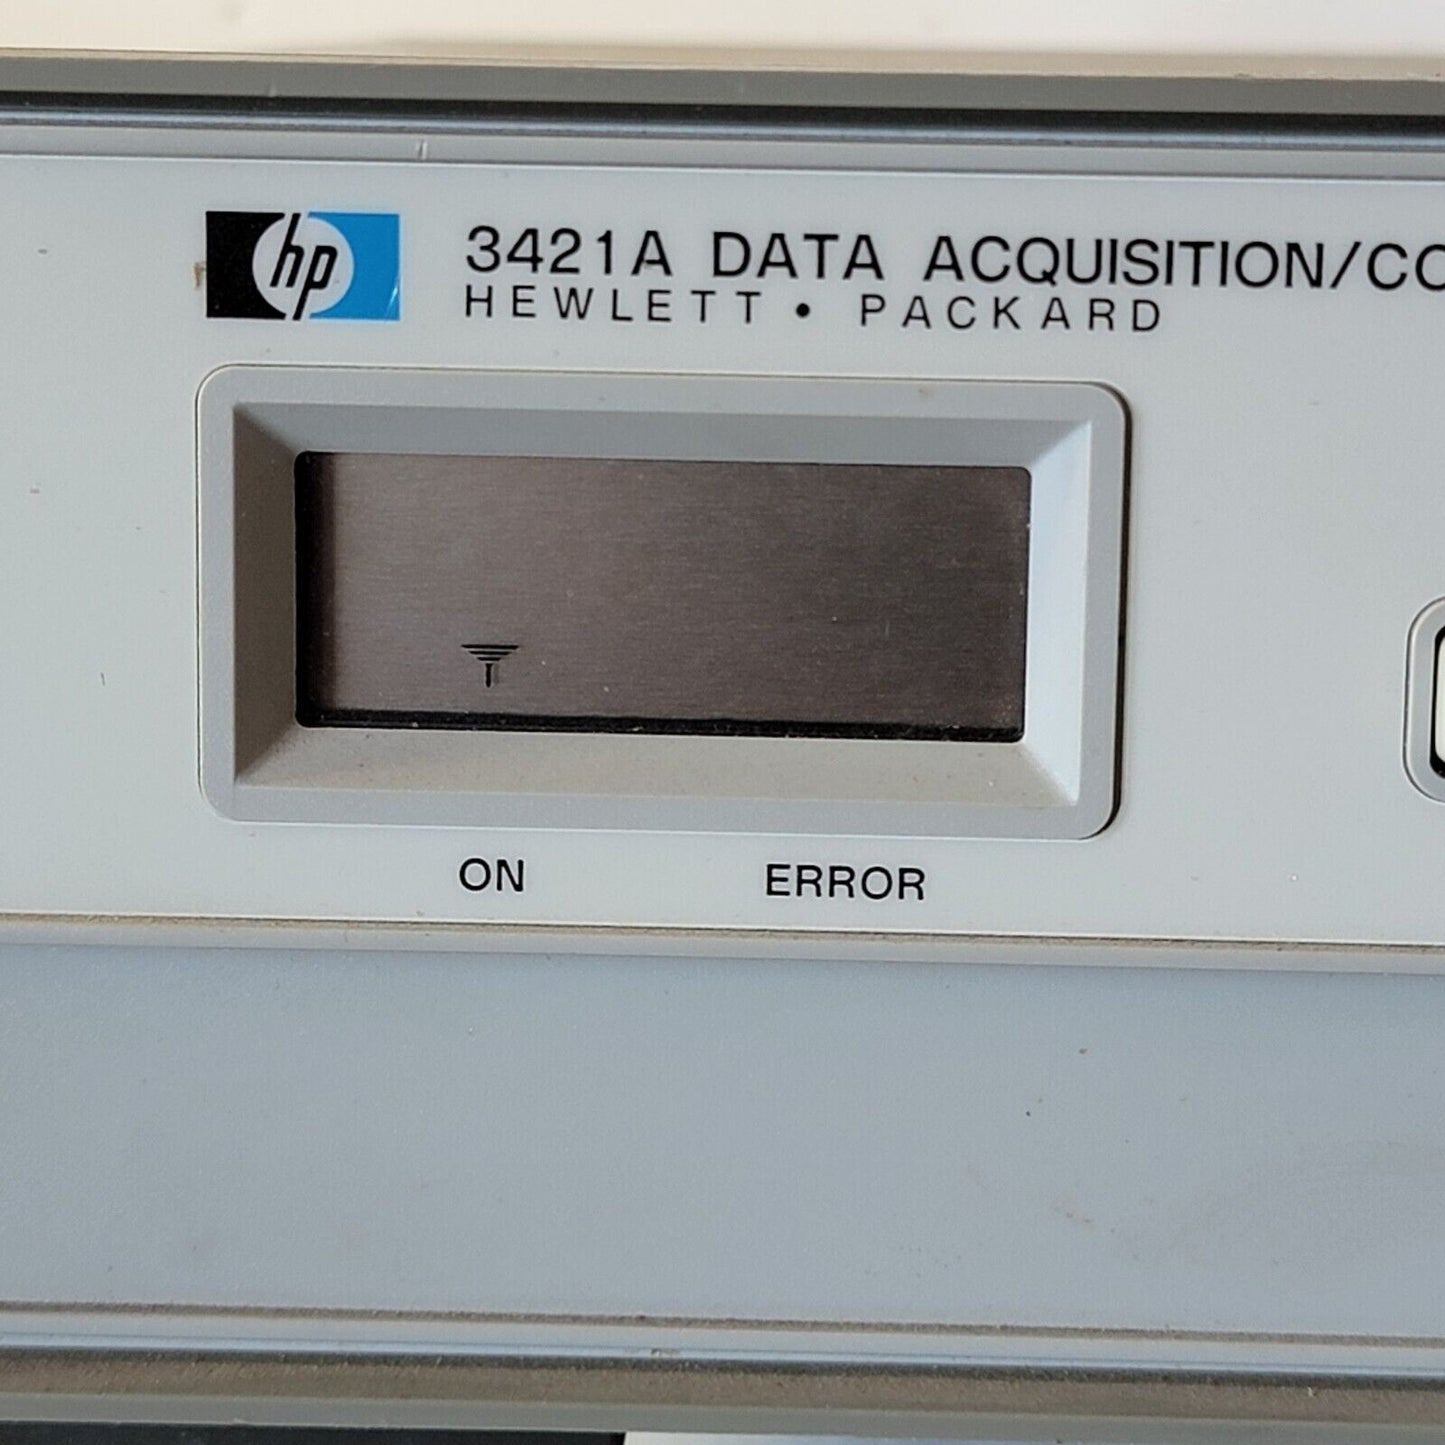 hp 3421A DATA ACQUISITION/CO
HEWLETT • PACKARD
ON ERROR